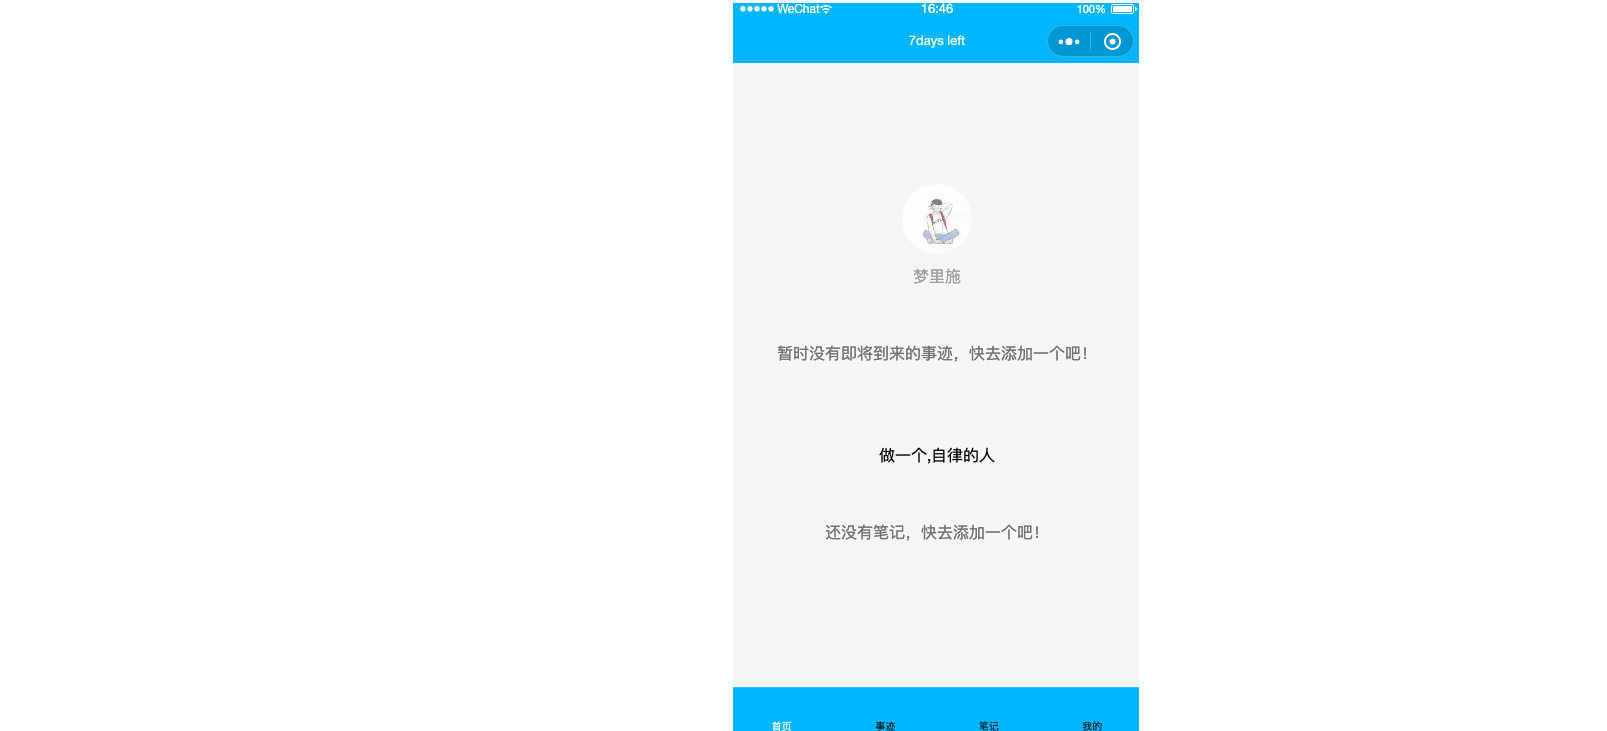 WeChat
16:46
100%
7days left
梦里施
暂时没有即将到来的事迹，快去添加一个吧！
做一个,自律的人
还没有笔记，快去添加一个吧！
首页
事迹
笔记
我的